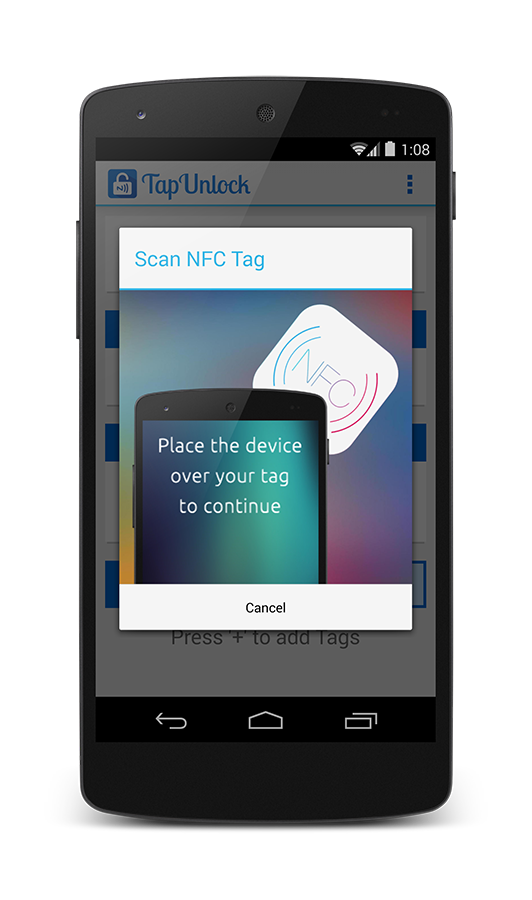 1:08
TapUnlock
Scan NFC Tag
NFC
Place the device
over your tag
to continue
Cancel
Press '+' to add Tags